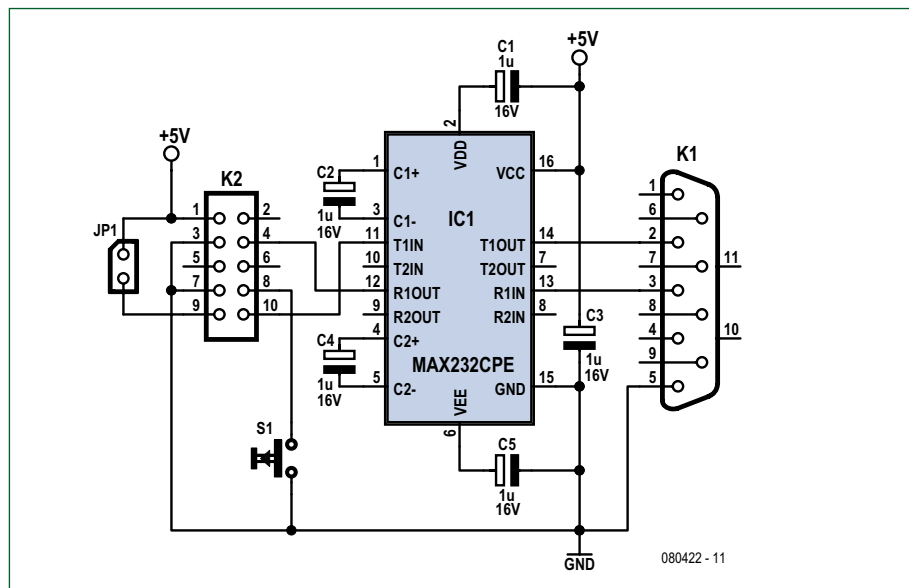 +5V
C1
1u
16V
+5V
K1
K2
JP1
1
3
5
7
9
2
4
6
8
10
S1
C2
1u
16V
C4
1u
16V
2
VDD
1
C1+
3
C1-
11
T1IN
10
T2IN
12
R1OUT
9
R2OUT
4
C2+
5
C2-
IC1
MAX232CPE
VCC
16
T1OUT
14
T2OUT
7
R1IN
13
R2IN
8
GND
15
VEE
6
C3
1u
16V
C5
1u
16V
1
6
2
7
3
8
4
9
5
11
10
GND
080422 - 11